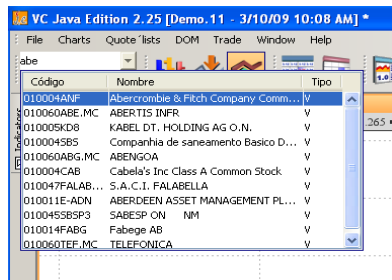 VC Java Edition 2.25 [Demo.11 - 3/10/09 10:08 AM] *
File Charts Quote´lists DOM Trade Window Help
abe
Código Nombre Tipo
010004ANF Abercrombie & Fitch Company Comm... V
010060ABE.MC ABERTIS INFR V
010005KD8 KABEL DT. HOLDING AG O.N. V
010045SBS Companhia de saneamento Basico D... V
010060ABG.MC ABENGOA V
010004CAB Cabela's Inc Class A Common Stock V
010047FALAB... S.A.C.I. FALABELLA V
010011E-ADN ABERDEEN ASSET MANAGEMENT PL... V
010045SBSP3 SABESP ON NM V
010014FABG Fabege AB V
010060TEF.MC TELEFONICA V
Indicators
1.0
.265